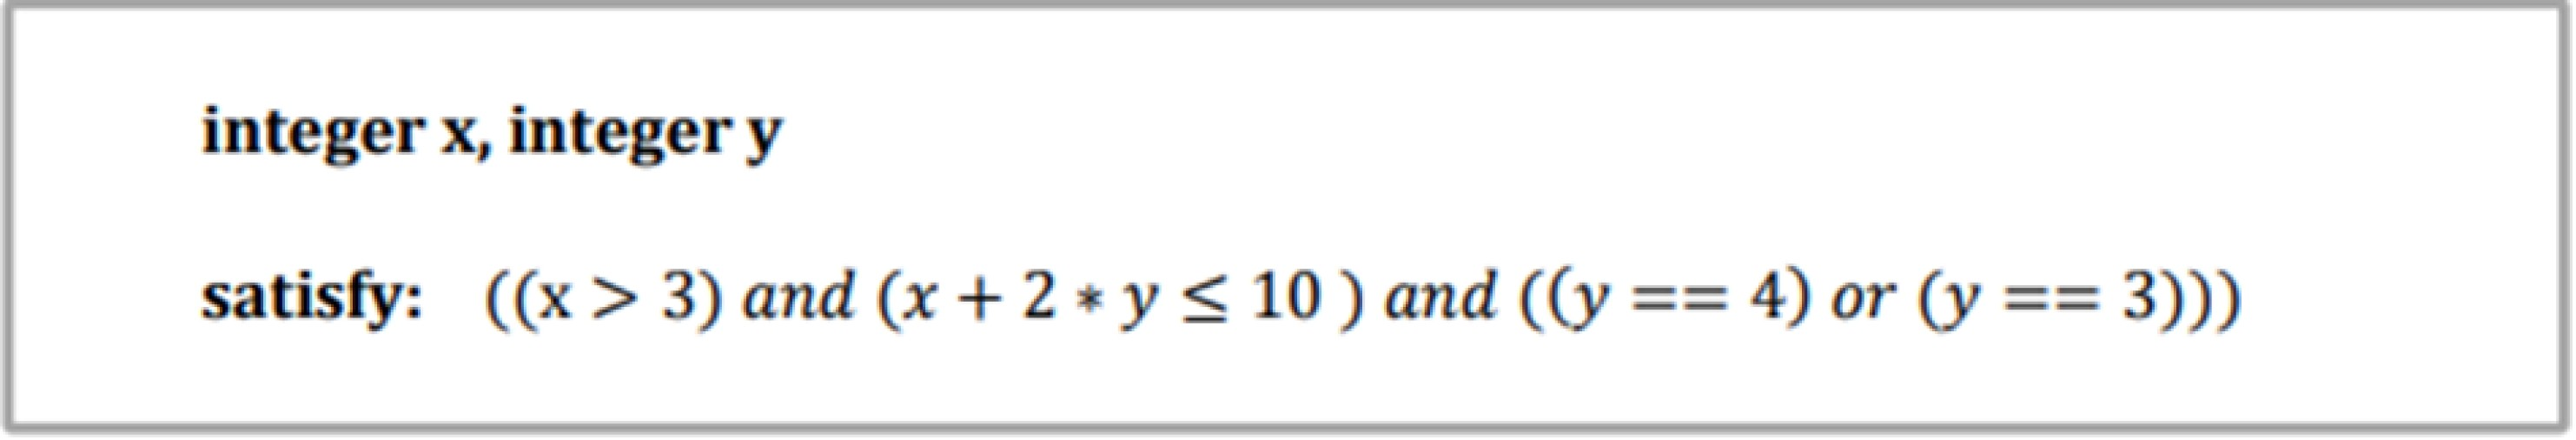 integer x, integer y
satisfy: ((x > 3) and (x + 2 * y ≤ 10 ) and ((y == 4) or (y == 3)))